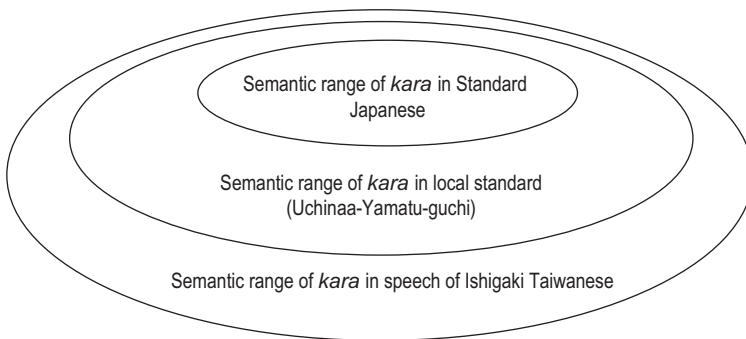 Semantic range of kara in Standard
Japanese
Semantic range of kara in local standard
(Uchinaa-Yamatu-guchi)
Semantic range of kara in speech of Ishigaki Taiwanese